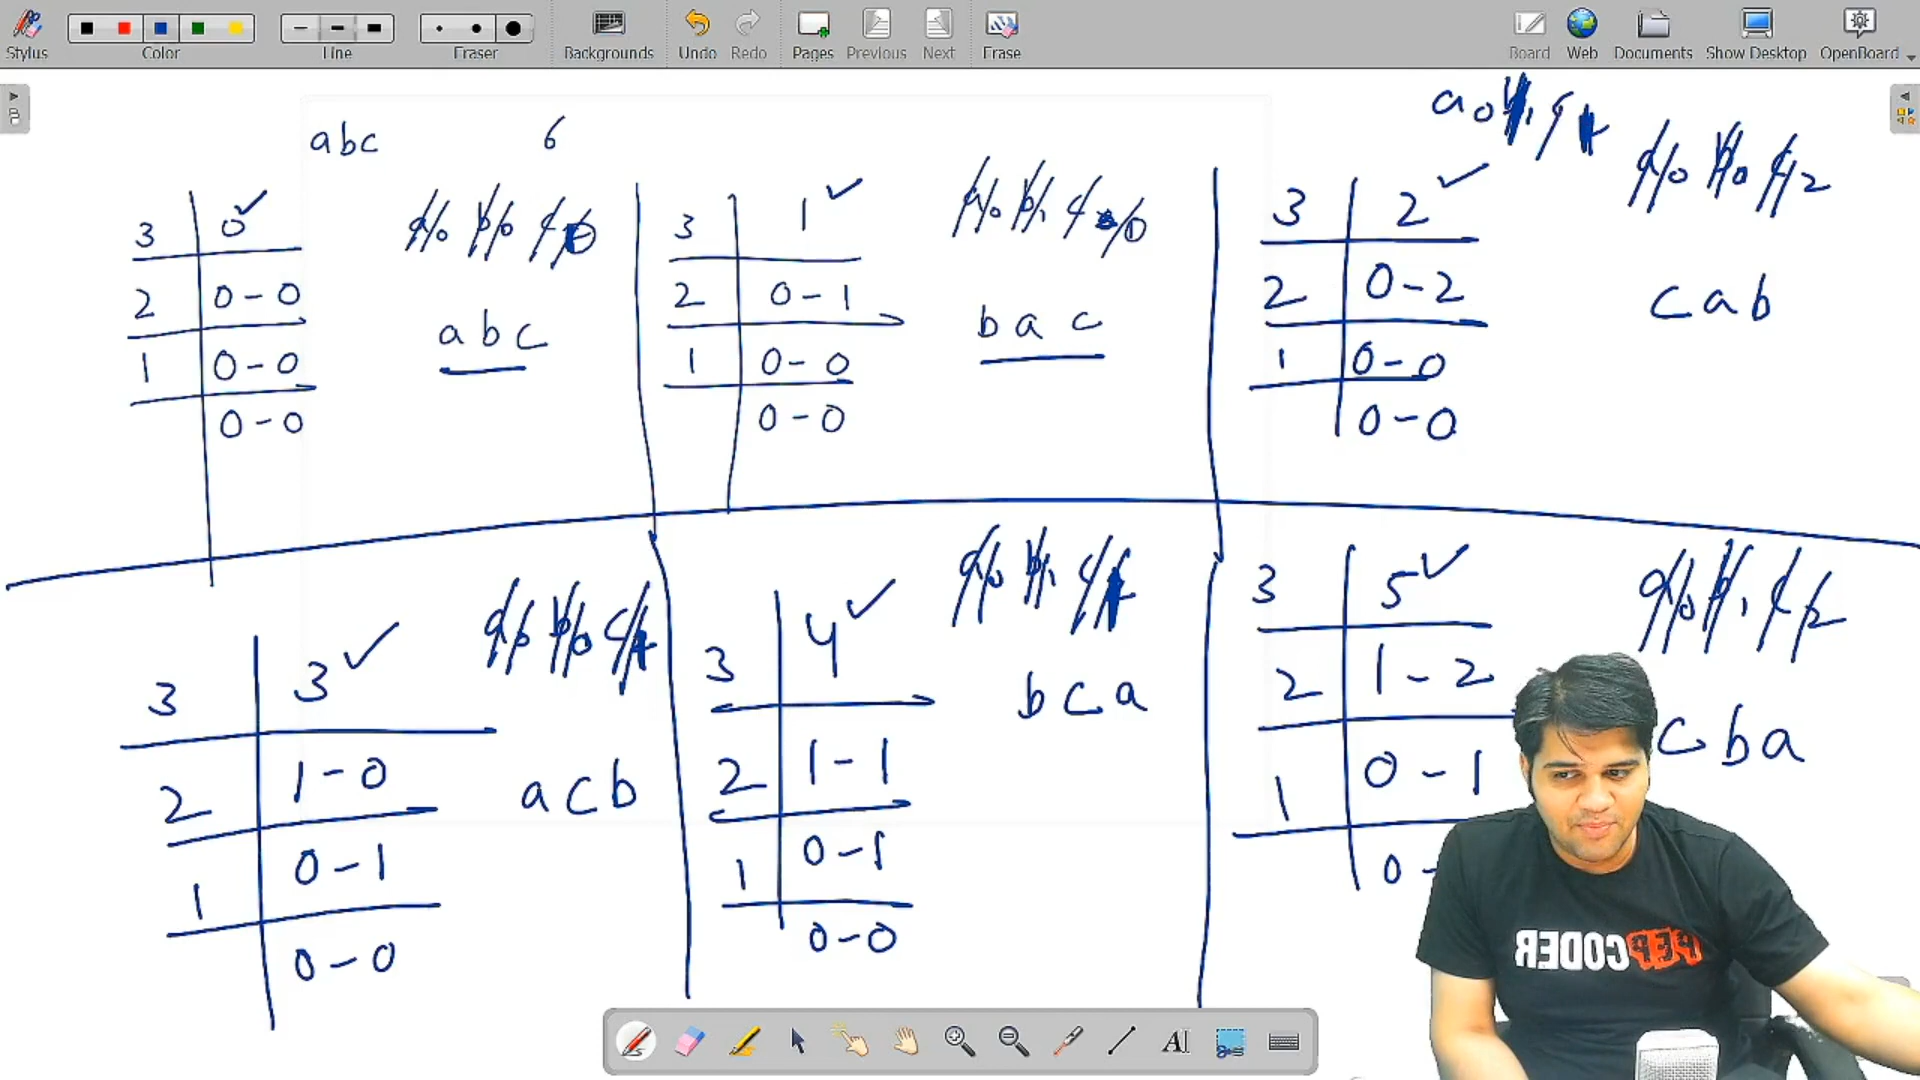 Stylus Color Line Eraser Backgrounds Undo Redo Pages Previous Next Erase Board Web Documents Show Desktop OpenBoard
abc 6
3 0
2 0-0
1 0-0
0-0
abc
3 1
2 0-1
1 0-0
0-0
bac
3 2
2 0-2
1 0-0
0-0
cab
3 3
2 1-0
1 0-1
0-0
acb
3 4
2 1-1
1 0-1
0-0
bca
3 5
2 1-2
1 0-1
0-
cba
PEPCODER